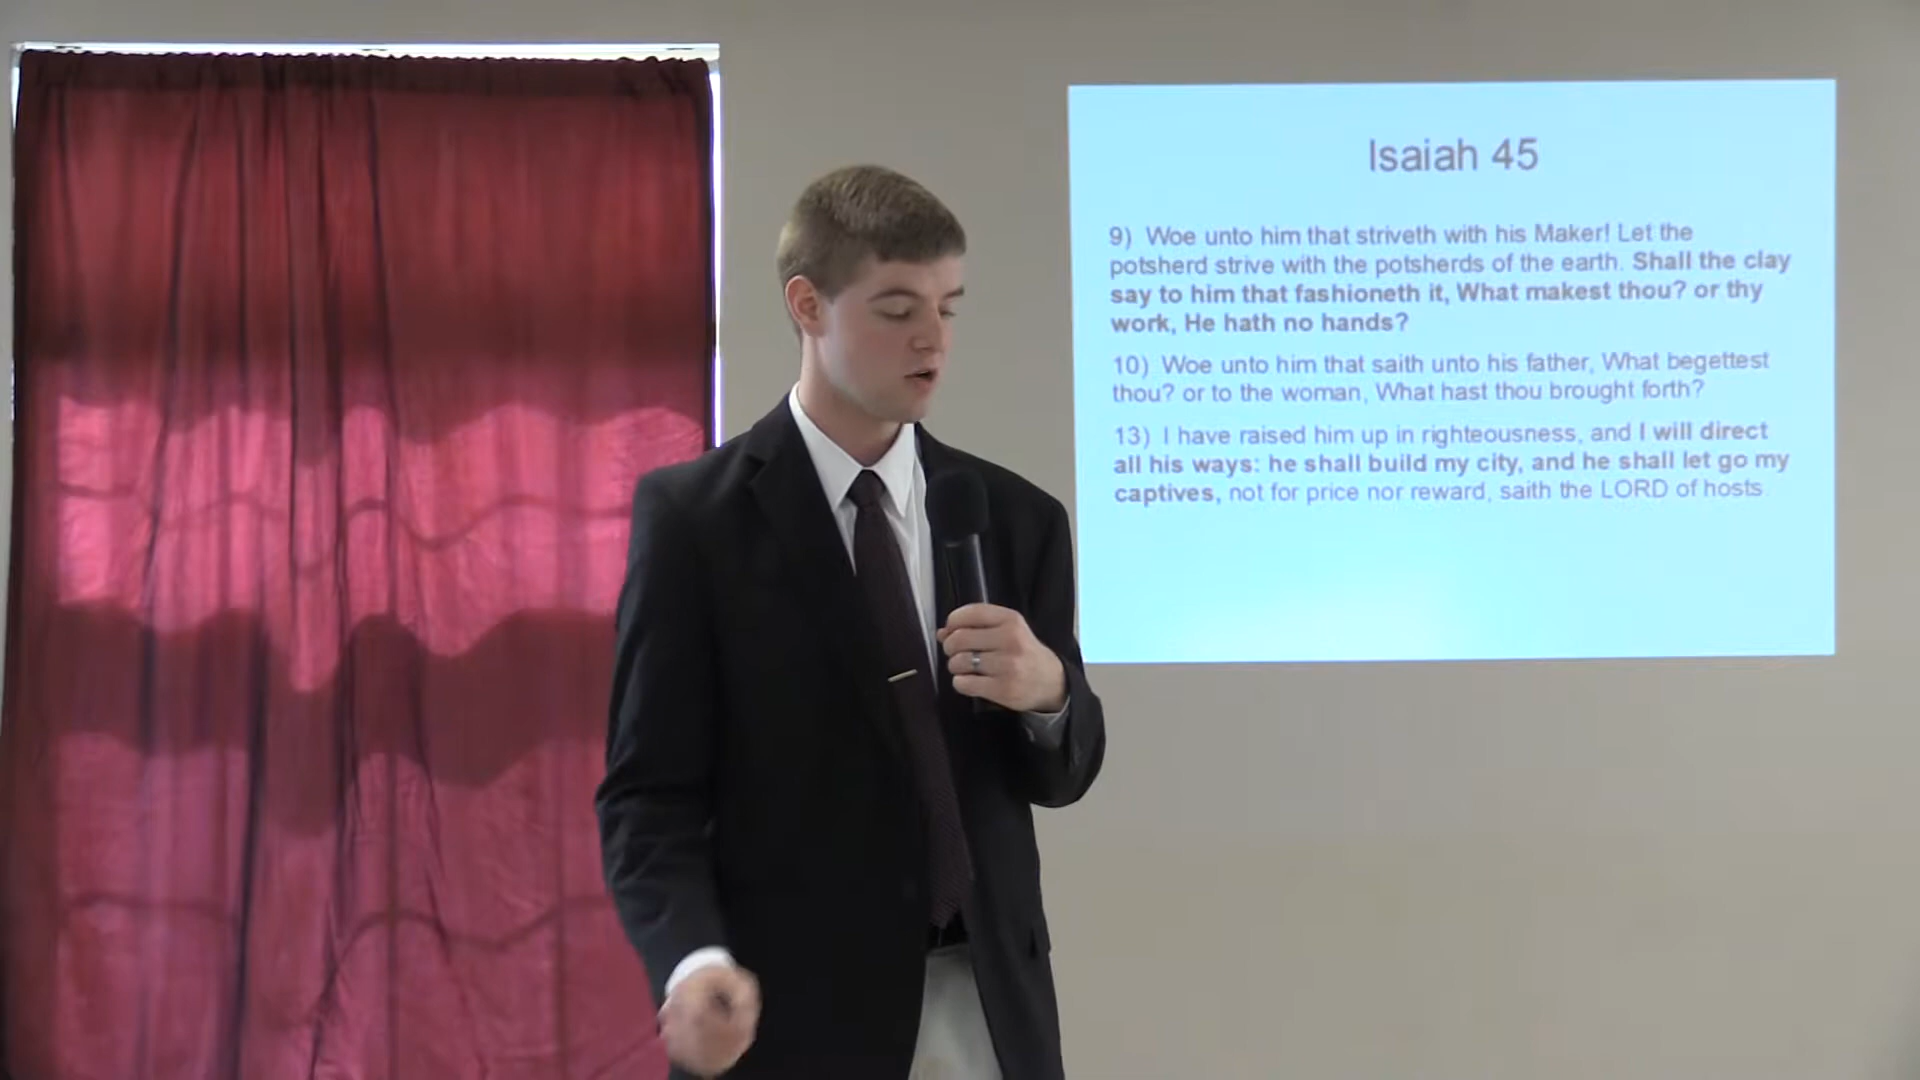 Isaiah 45
9) Woe unto him that striveth with his Maker! Let the
potsherd strive with the potsherds of the earth. Shall the clay
say to him that fashioneth it, What makest thou? or thy
work, He hath no hands?
10) Woe unto him that saith unto his father, What begettest
thou? or to the woman, What hast thou brought forth?
13) I have raised him up in righteousness, and I will direct
all his ways: he shall build my city, and he shall let go my
captives, not for price nor reward, saith the LORD of hosts